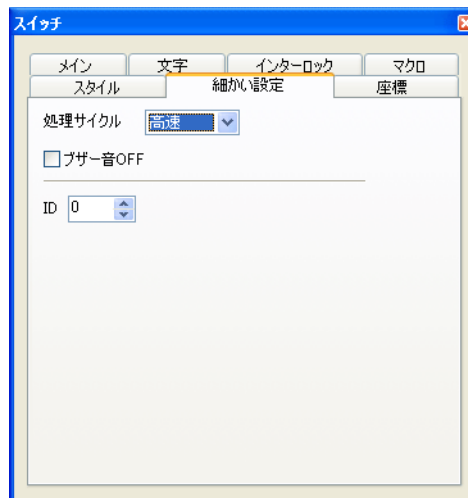 スイッチ
メイン 文字 インターロック マクロ
スタイル 細かい設定 座標
処理サイクル 高速
ブザー音OFF
ID 0